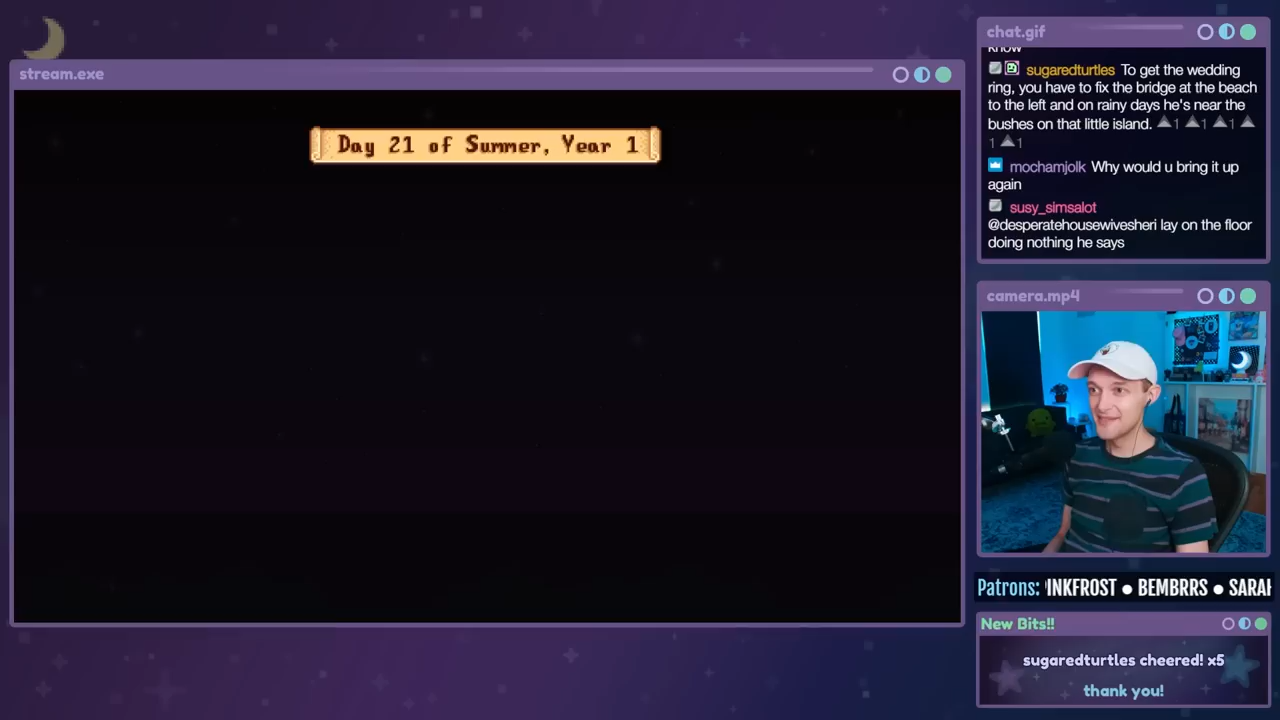 stream.exe
Day 21 of Summer, Year 1
chat.gif
know
sugaredturtles To get the wedding
ring, you have to fix the bridge at the beach
to the left and on rainy days he's near the
bushes on that little island. 1 1 1
1 1
mochamjolk Why would u bring it up
again
susy_simsalot
@desperatehousewivesheri lay on the floor
doing nothing he says
camera.mp4
Patrons: INKFROST ● BEMBRRS ● SARAH
New Bits!!
sugaredturtles cheered! x5
thank you!